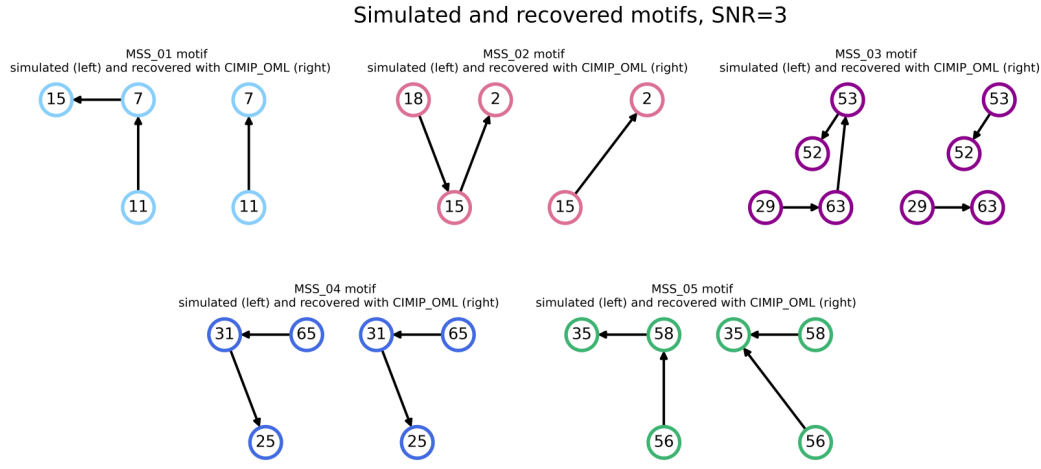 Simulated and recovered motifs, SNR=3
MSS_01 motif
simulated (left) and recovered with CIMIP_OML (right)
15 7 7
11 11
MSS_02 motif
simulated (left) and recovered with CIMIP_OML (right)
18 2 2
15 15
MSS_03 motif
simulated (left) and recovered with CIMIP_OML (right)
53 53
52 52
29 63 29 63
MSS_04 motif
simulated (left) and recovered with CIMIP_OML (right)
31 65 31 65
25 25
MSS_05 motif
simulated (left) and recovered with CIMIP_OML (right)
35 58 35 58
56 56